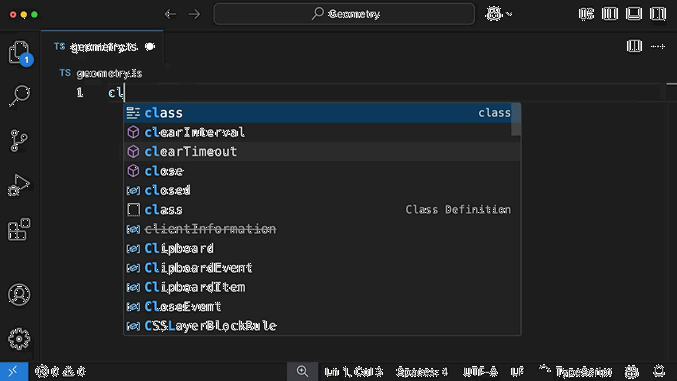 Geometry
TS geometry.ts
1
TS geometry.ts
1 cl
class class
clearInterval
clearTimeout
close
closed
class Class Definition
clientInformation
Clipboard
ClipboardEvent
ClipboardItem
CloseEvent
CSSLayerBlockRule
0 0 Ln 1, Col 3 Spaces: 4 UTF-8 LF TypeScript